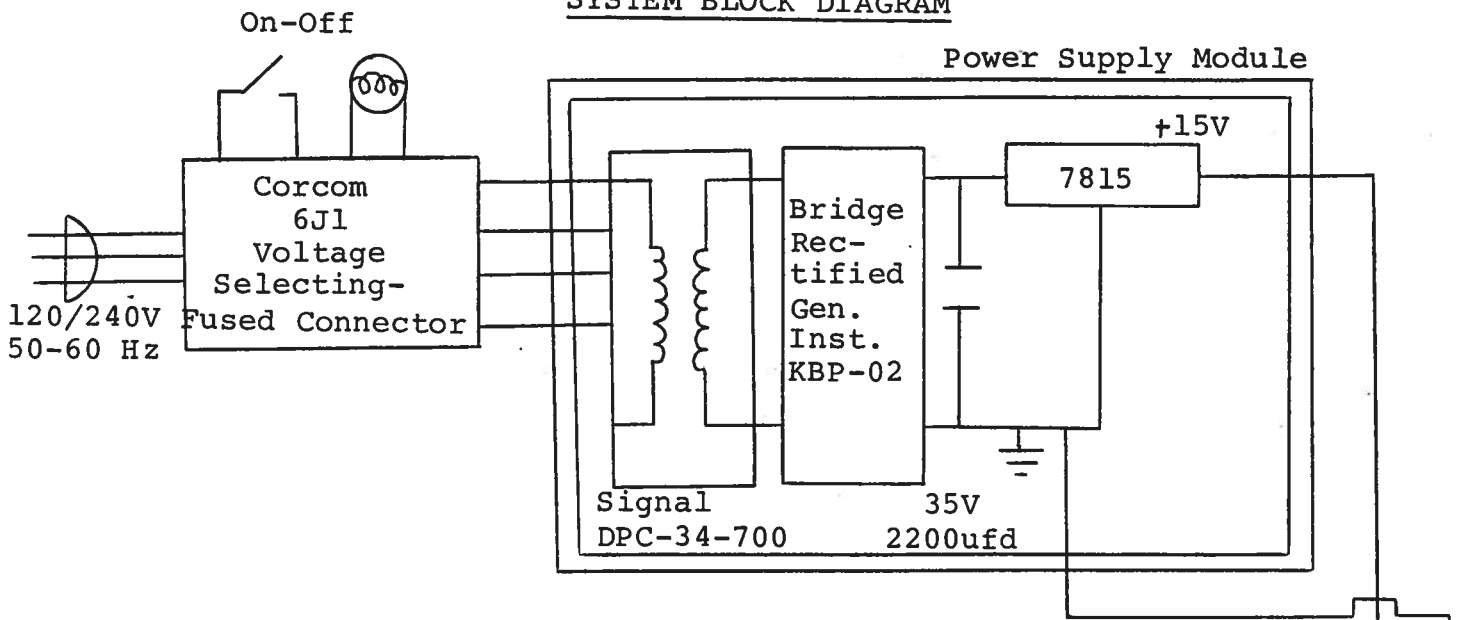 SYSTEM BLOCK DIAGRAM
On-Off
Power Supply Module
+15V
7815
Corcom
6J1
Voltage
Selecting-
Fused Connector
120/240V
50-60 Hz
Bridge
Rec-
tified
Gen.
Inst.
KBP-02
Signal
DPC-34-700
35V
2200ufd